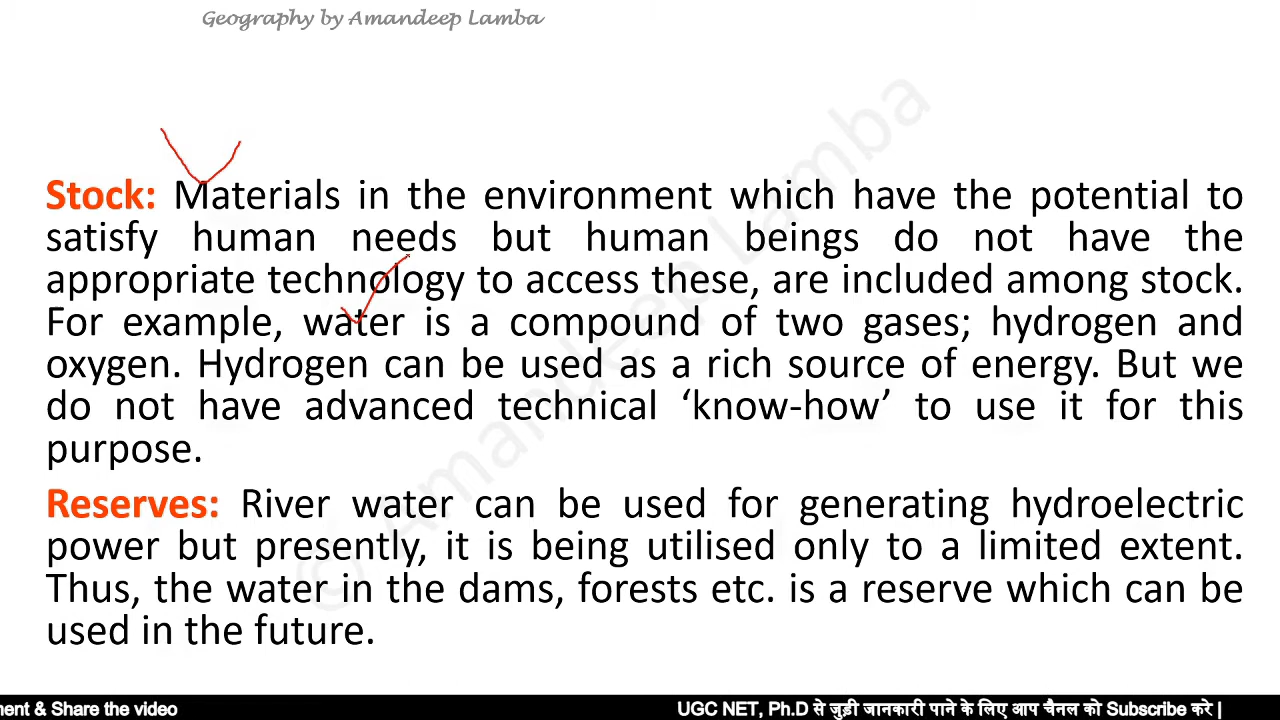 Geography by Amandeep Lamba
Stock: Materials in the environment which have the potential to
satisfy human needs but human beings do not have the
appropriate technology to access these, are included among stock.
For example, water is a compound of two gases; hydrogen and
oxygen. Hydrogen can be used as a rich source of energy. But we
do not have advanced technical ‘know-how’ to use it for this
purpose.
Reserves: River water can be used for generating hydroelectric
power but presently, it is being utilised only to a limited extent.
Thus, the water in the dams, forests etc. is a reserve which can be
used in the future.
© Amandeep Lamba
ment & Share the video
UGC NET, Ph.D से जुड़ी जानकारी पाने के लिए आप चैनल को Subscribe करे |